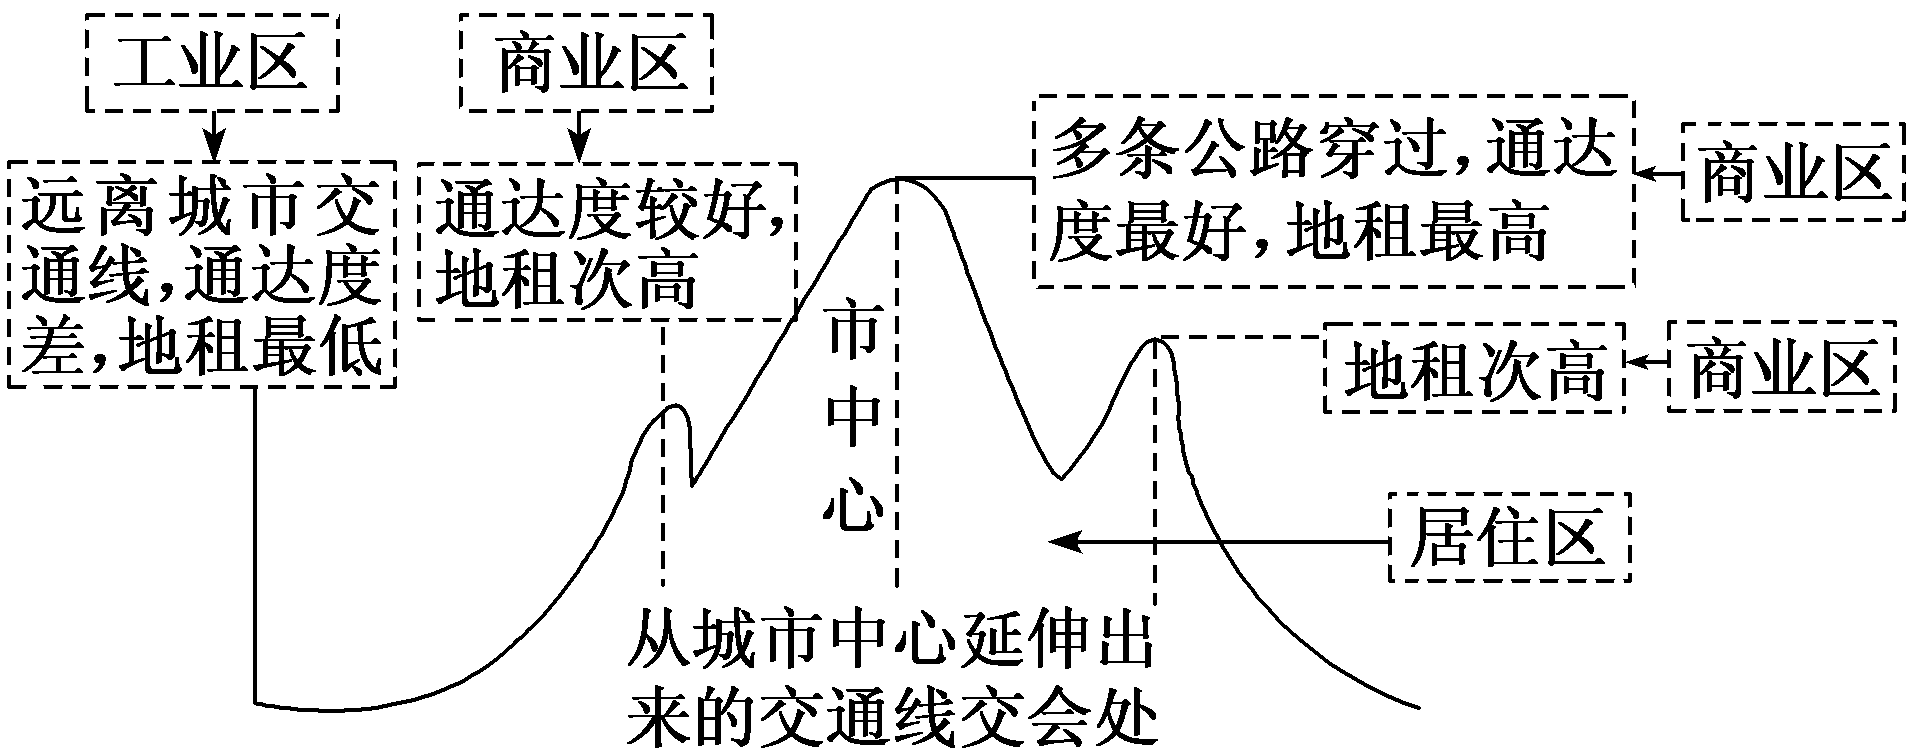 工业区
商业区
远离城市交
通线,通达度
差,地租最低
通达度较好,
地租次高
多条公路穿过,通达
度最好,地租最高
商业区
地租次高
商业区
市
中
心
居住区
从城市中心延伸出
来的交通线交会处